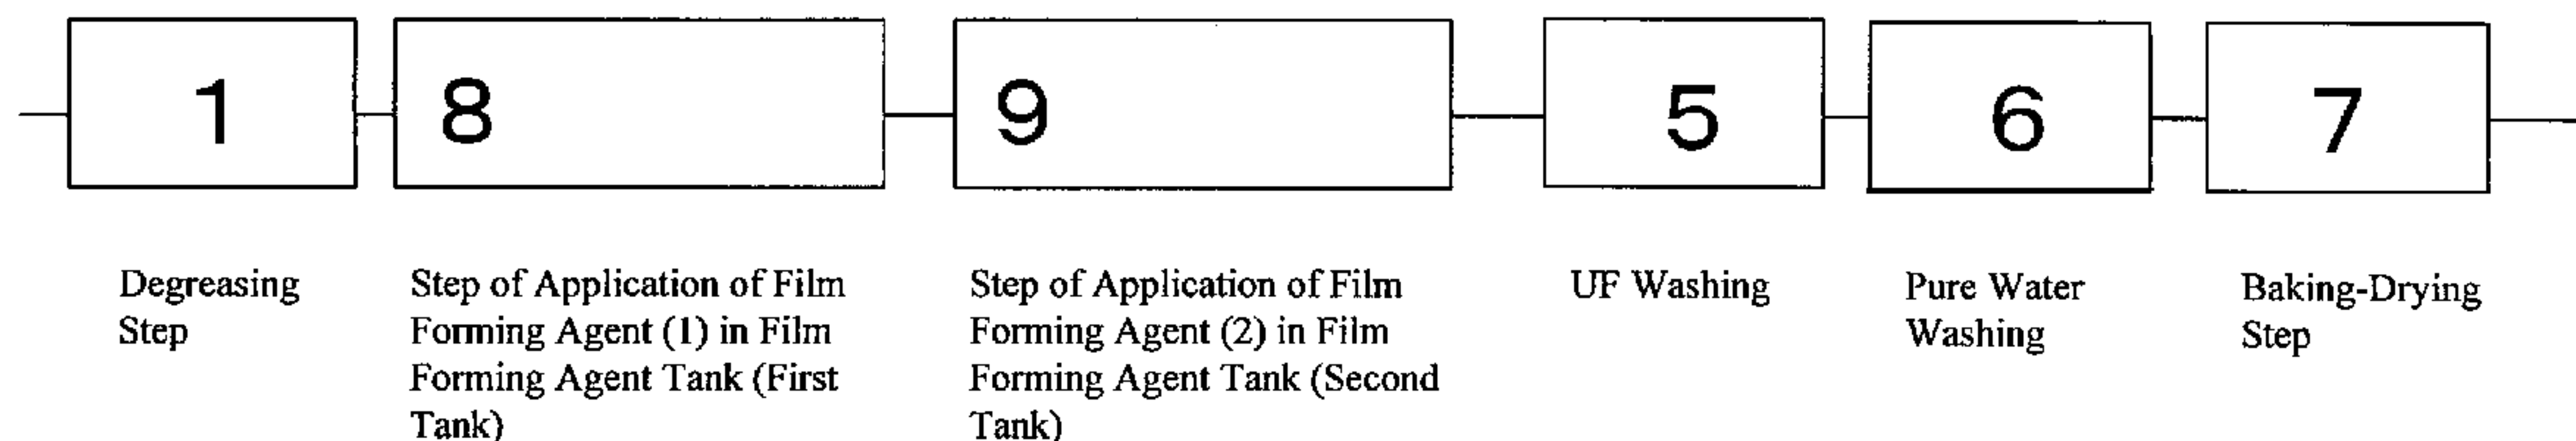 1
8
9
5
6
7
Degreasing
Step
Step of Application of Film
Forming Agent (1) in Film
Forming Agent Tank (First
Tank)
Step of Application of Film
Forming Agent (2) in Film
Forming Agent Tank (Second
Tank)
UF Washing
Pure Water
Washing
Baking-Drying
Step